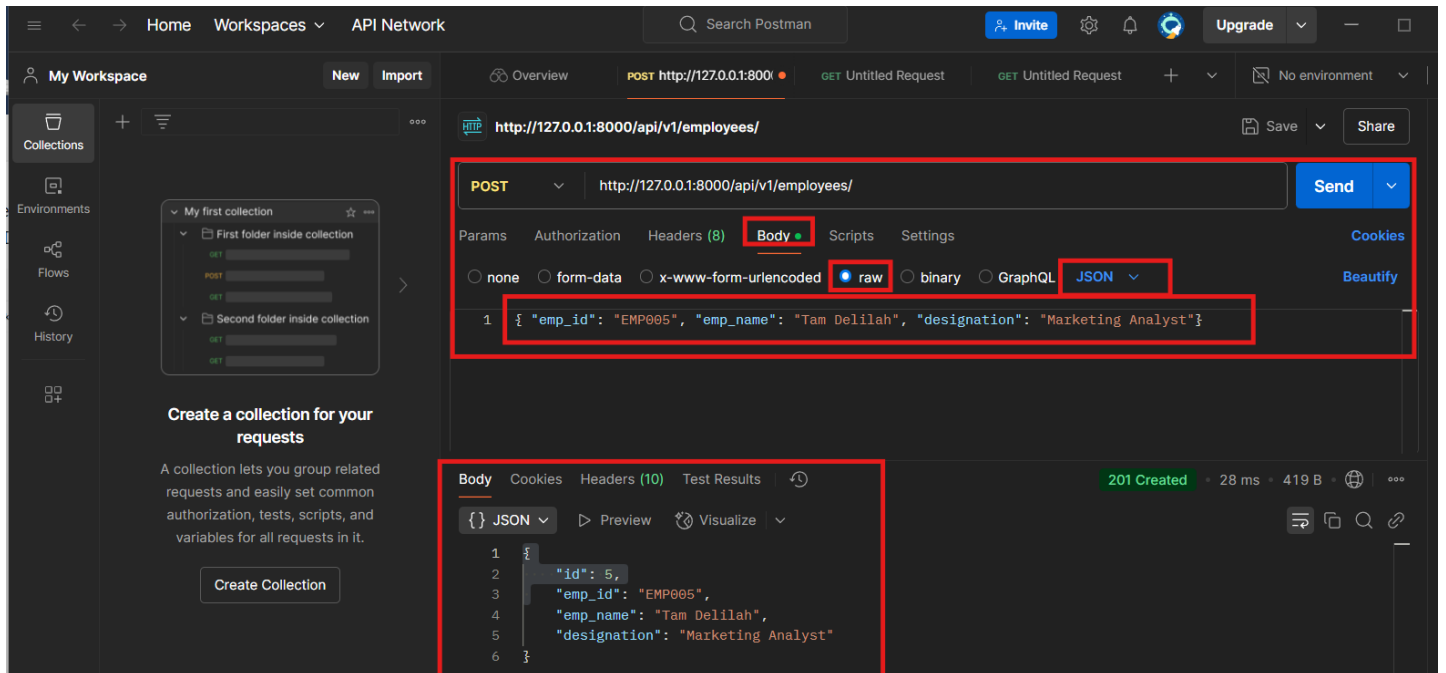 Home Workspaces API Network Search Postman Invite Upgrade
My Workspace New Import Overview POST http://127.0.0.1:800( GET Untitled Request GET Untitled Request No environment
Collections
Environments
Flows
History
My first collection
First folder inside collection
GET
POST
GET
Second folder inside collection
GET
GET
Create a collection for your
requests
A collection lets you group related
requests and easily set common
authorization, tests, scripts, and
variables for all requests in it.
Create Collection
HTTP http://127.0.0.1:8000/api/v1/employees/ Save Share
POST http://127.0.0.1:8000/api/v1/employees/ Send
Params Authorization Headers (8) Body Scripts Settings Cookies
none form-data x-www-form-urlencoded raw binary GraphQL JSON Beautify
1 { "emp_id": "EMP005", "emp_name": "Tam Delilah", "designation": "Marketing Analyst"}
Body Cookies Headers (10) Test Results 201 Created 28 ms 419 B
{} JSON Preview Visualize
1 {
2 "id": 5,
3 "emp_id": "EMP005",
4 "emp_name": "Tam Delilah",
5 "designation": "Marketing Analyst"
6 }